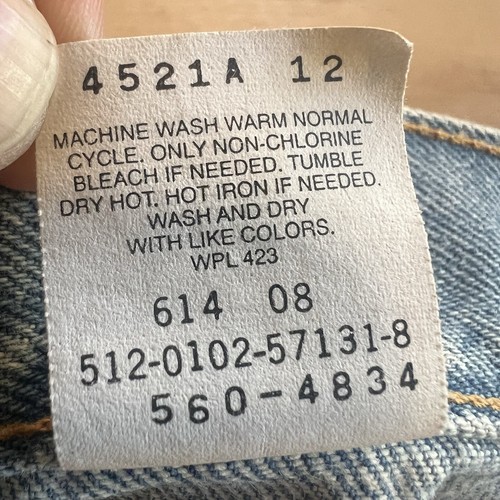 4521A 12
MACHINE WASH WARM NORMAL
CYCLE. ONLY NON-CHLORINE
BLEACH IF NEEDED. TUMBLE
DRY HOT. HOT IRON IF NEEDED.
WASH AND DRY
WITH LIKE COLORS.
WPL 423
614 08
512-0102-57131-8
560-4834